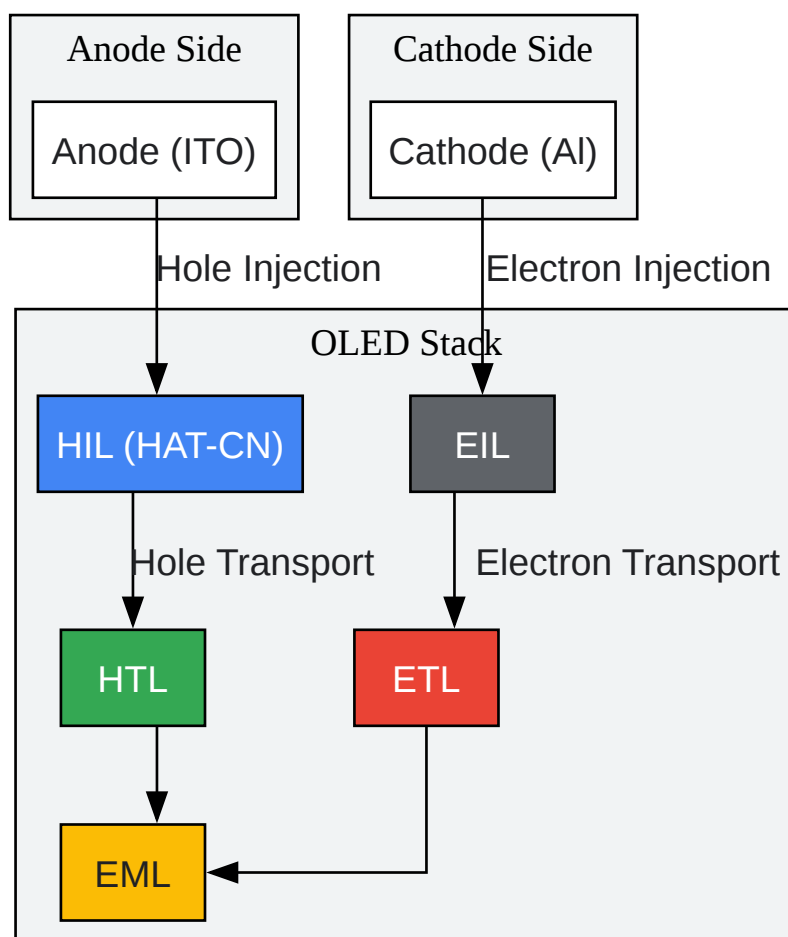 Anode Side
Cathode Side
Anode (ITO)
Cathode (Al)
Hole Injection
Electron Injection
OLED Stack
HIL (HAT-CN)
EIL
Hole Transport
Electron Transport
HTL
ETL
EML